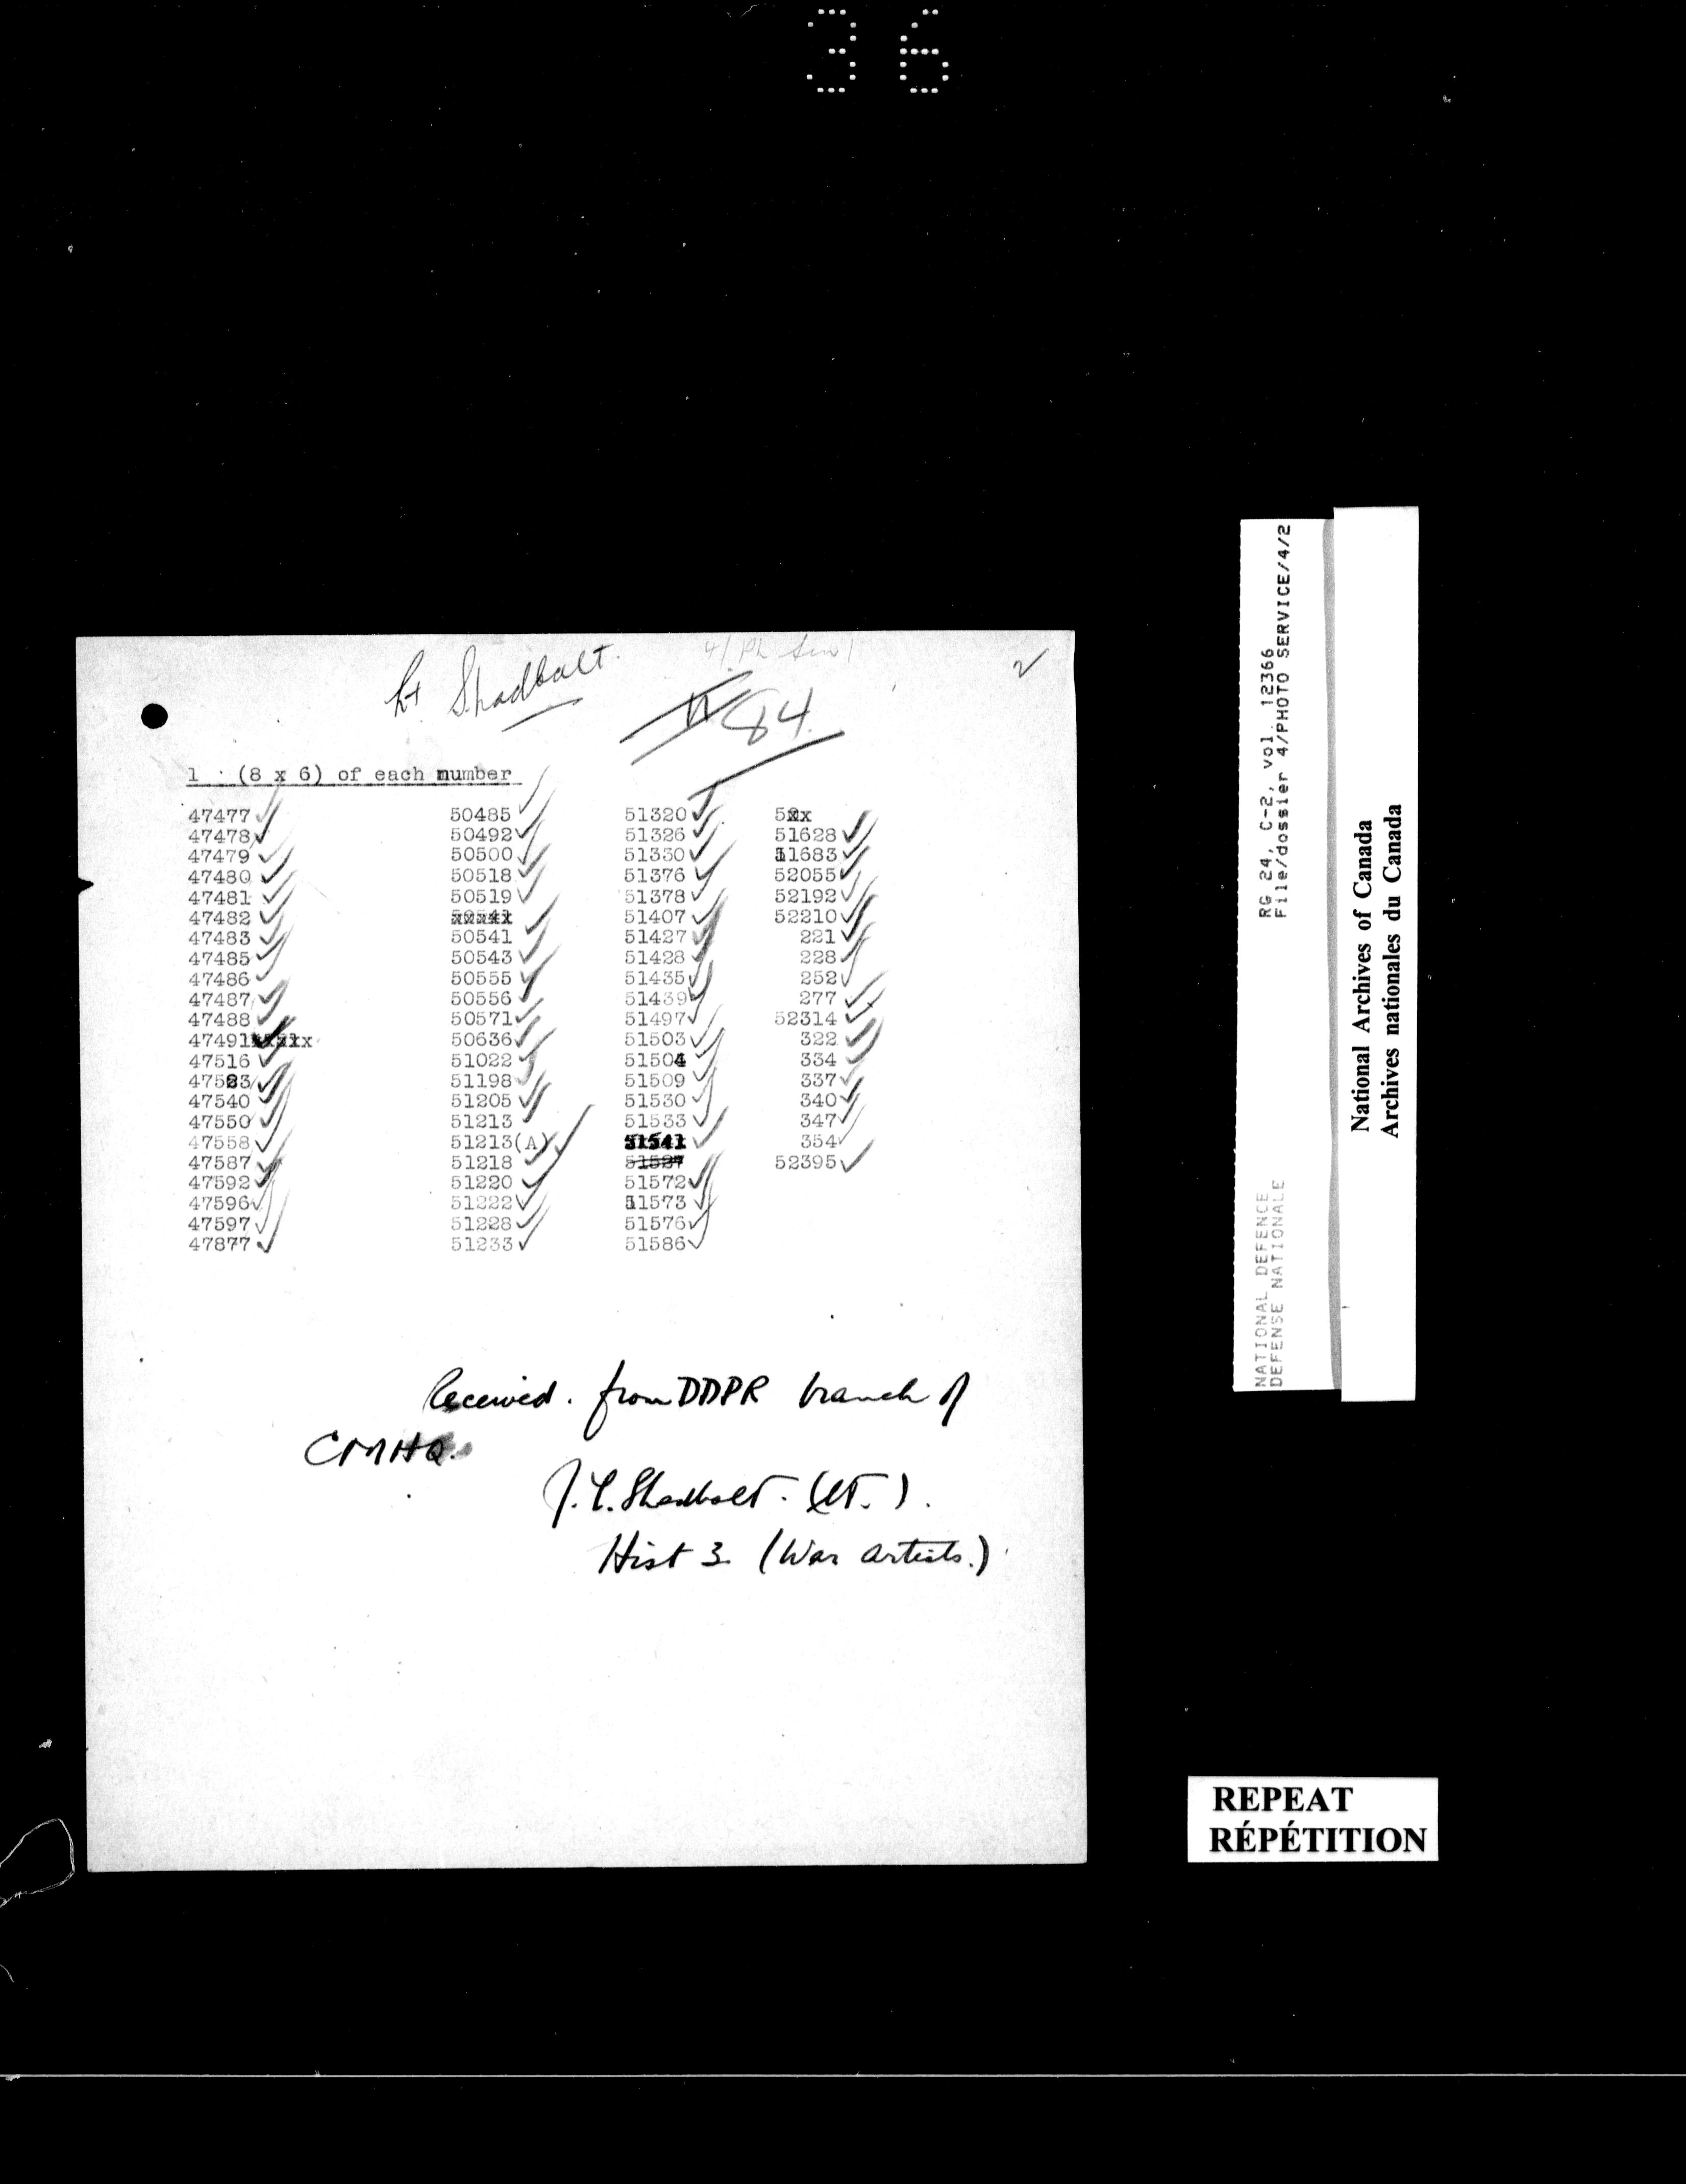 36
Lt Shadbolt.
84
1 (8 x 6) of each number
47477 50485 51320 5xx
47478 50492 51326 51628
47479 50500 51330 11683
47480 50518 51376 52055
47481 50519 51378 52192
47482 51407 52210
47483 50541 51427 221
47485 50543 51428 228
47486 50555 51435 252
47487 50556 51439 277
47488 50571 51497 52314
47491 50636 51503 322
47516 51022 51504 334
47523 51198 51509 337
47540 51205 51530 340
47550 51213 51533 347
47558 51213(A) 51541 354
47587 51218 51527 52395
47592 51220 51572
47596 51222 11573
47597 51228 51576
47877 51233 51586
Received. from DDPR branch of
CMHQ.
J.L. Shadbolt. (Lt.).
Hist 3 (War artists.)
NATIONAL DEFENCE RG 24, C-2, vol. 12366
DEFENSE NATIONALE File/dossier 4/PHOTO SERVICE/4/2
National Archives of Canada
Archives nationales du Canada
REPEAT
RÉPÉTITION